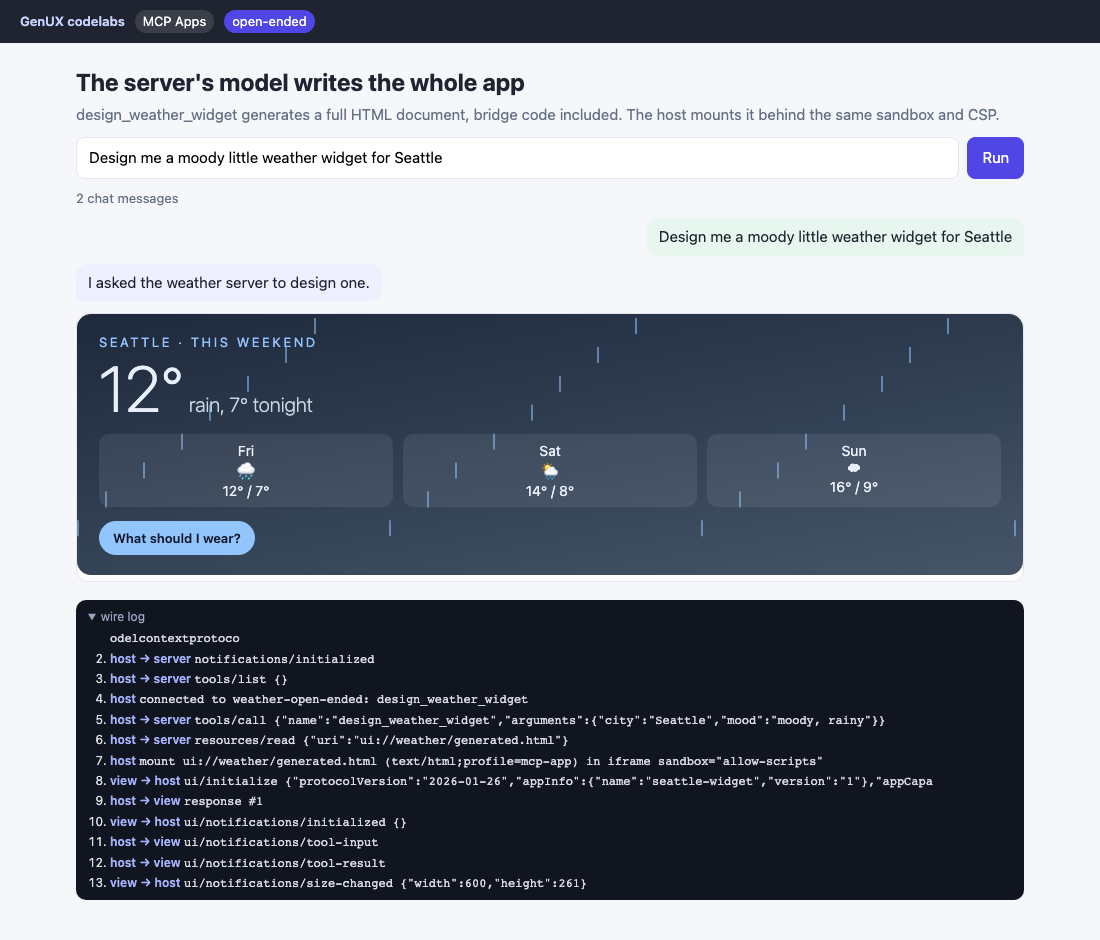 GenUX codelabs MCP Apps open-ended
The server's model writes the whole app
design_weather_widget generates a full HTML document, bridge code included. The host mounts it behind the same sandbox and CSP.
Design me a moody little weather widget for Seattle
Run
2 chat messages
Design me a moody little weather widget for Seattle
I asked the weather server to design one.
SEATTLE · THIS WEEKEND
12° rain, 7° tonight
Fri
12° / 7°
Sat
14° / 8°
Sun
16° / 9°
What should I wear?
▼ wire log
odelcontextprotoco
2. host → server notifications/initialized
3. host → server tools/list {}
4. host connected to weather-open-ended: design_weather_widget
5. host → server tools/call {"name":"design_weather_widget","arguments":{"city":"Seattle","mood":"moody, rainy"}}
6. host → server resources/read {"uri":"ui://weather/generated.html"}
7. host mount ui://weather/generated.html (text/html;profile=mcp-app) in iframe sandbox="allow-scripts"
8. view → host ui/initialize {"protocolVersion":"2026-01-26","appInfo":{"name":"seattle-widget","version":"1"},"appCapa
9. host → view response #1
10. view → host ui/notifications/initialized {}
11. host → view ui/notifications/tool-input
12. host → view ui/notifications/tool-result
13. view → host ui/notifications/size-changed {"width":600,"height":261}